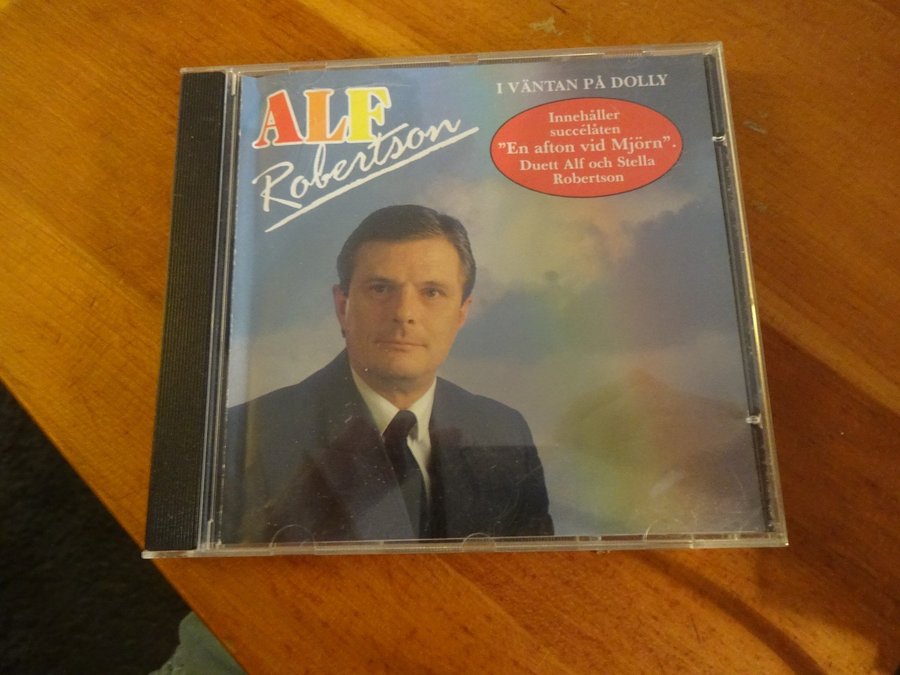 ALF
Robertson
I VÄNTAN PÅ DOLLY
Innehåller
succélåten
"En afton vid Mjörn".
Duett Alf och Stella
Robertson